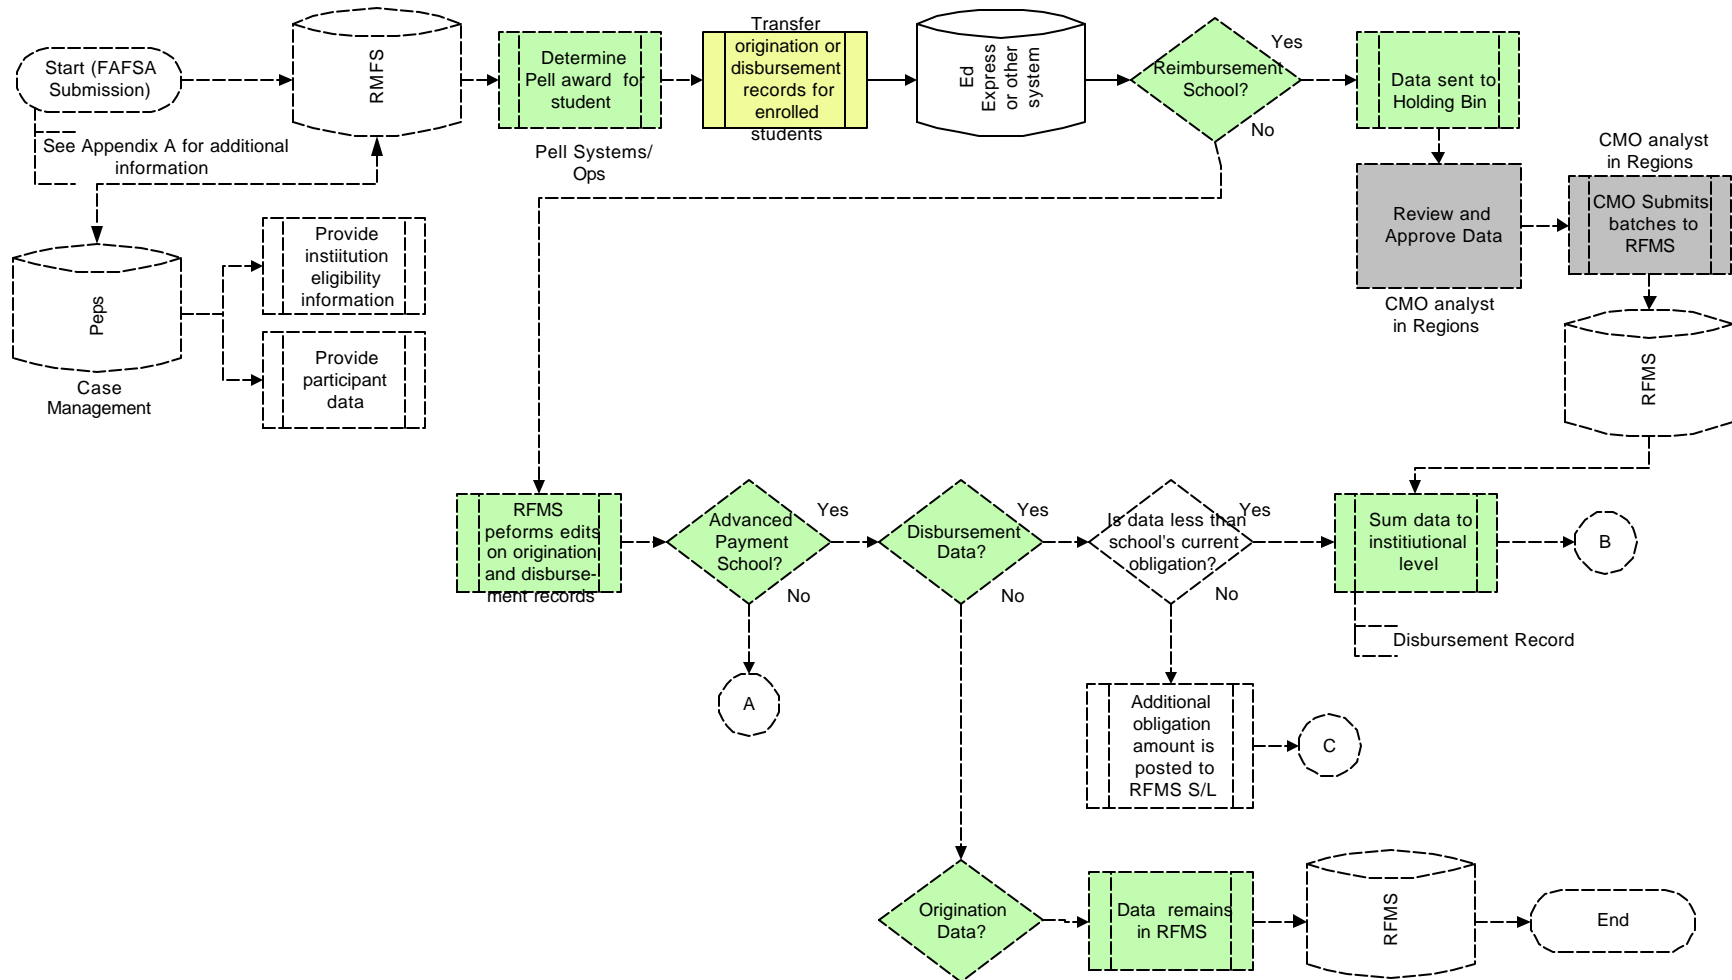 Start (FAFSA
Submission)
See Appendix A for additional
information
RMFS
Determine
Pell award for
student
Pell Systems/
Ops
Transfer
origination or
disbursement
records for
enrolled
students
Ed
Express
or other
system
Reimbursement
School?
Yes
No
Data sent to
Holding Bin
Review and
Approve Data
CMO analyst
in Regions
CMO analyst
in Regions
CMO Submits
batches to
RFMS
RFMS
Peps
Case
Management
Provide
instiitution
eligibility
information
Provide
participant
data
RFMS
peforms edits
on origination
and disburse-
ment records
Advanced
Payment
School?
Yes
No
A
Disbursement
Data?
Yes
No
Is data less than
school's current
obligation?
Yes
No
Sum data to
institutional
level
B
Disbursement Record
Additional
obligation
amount is
posted to
RFMS S/L
C
Origination
Data?
Data remains
in RFMS
RFMS
End